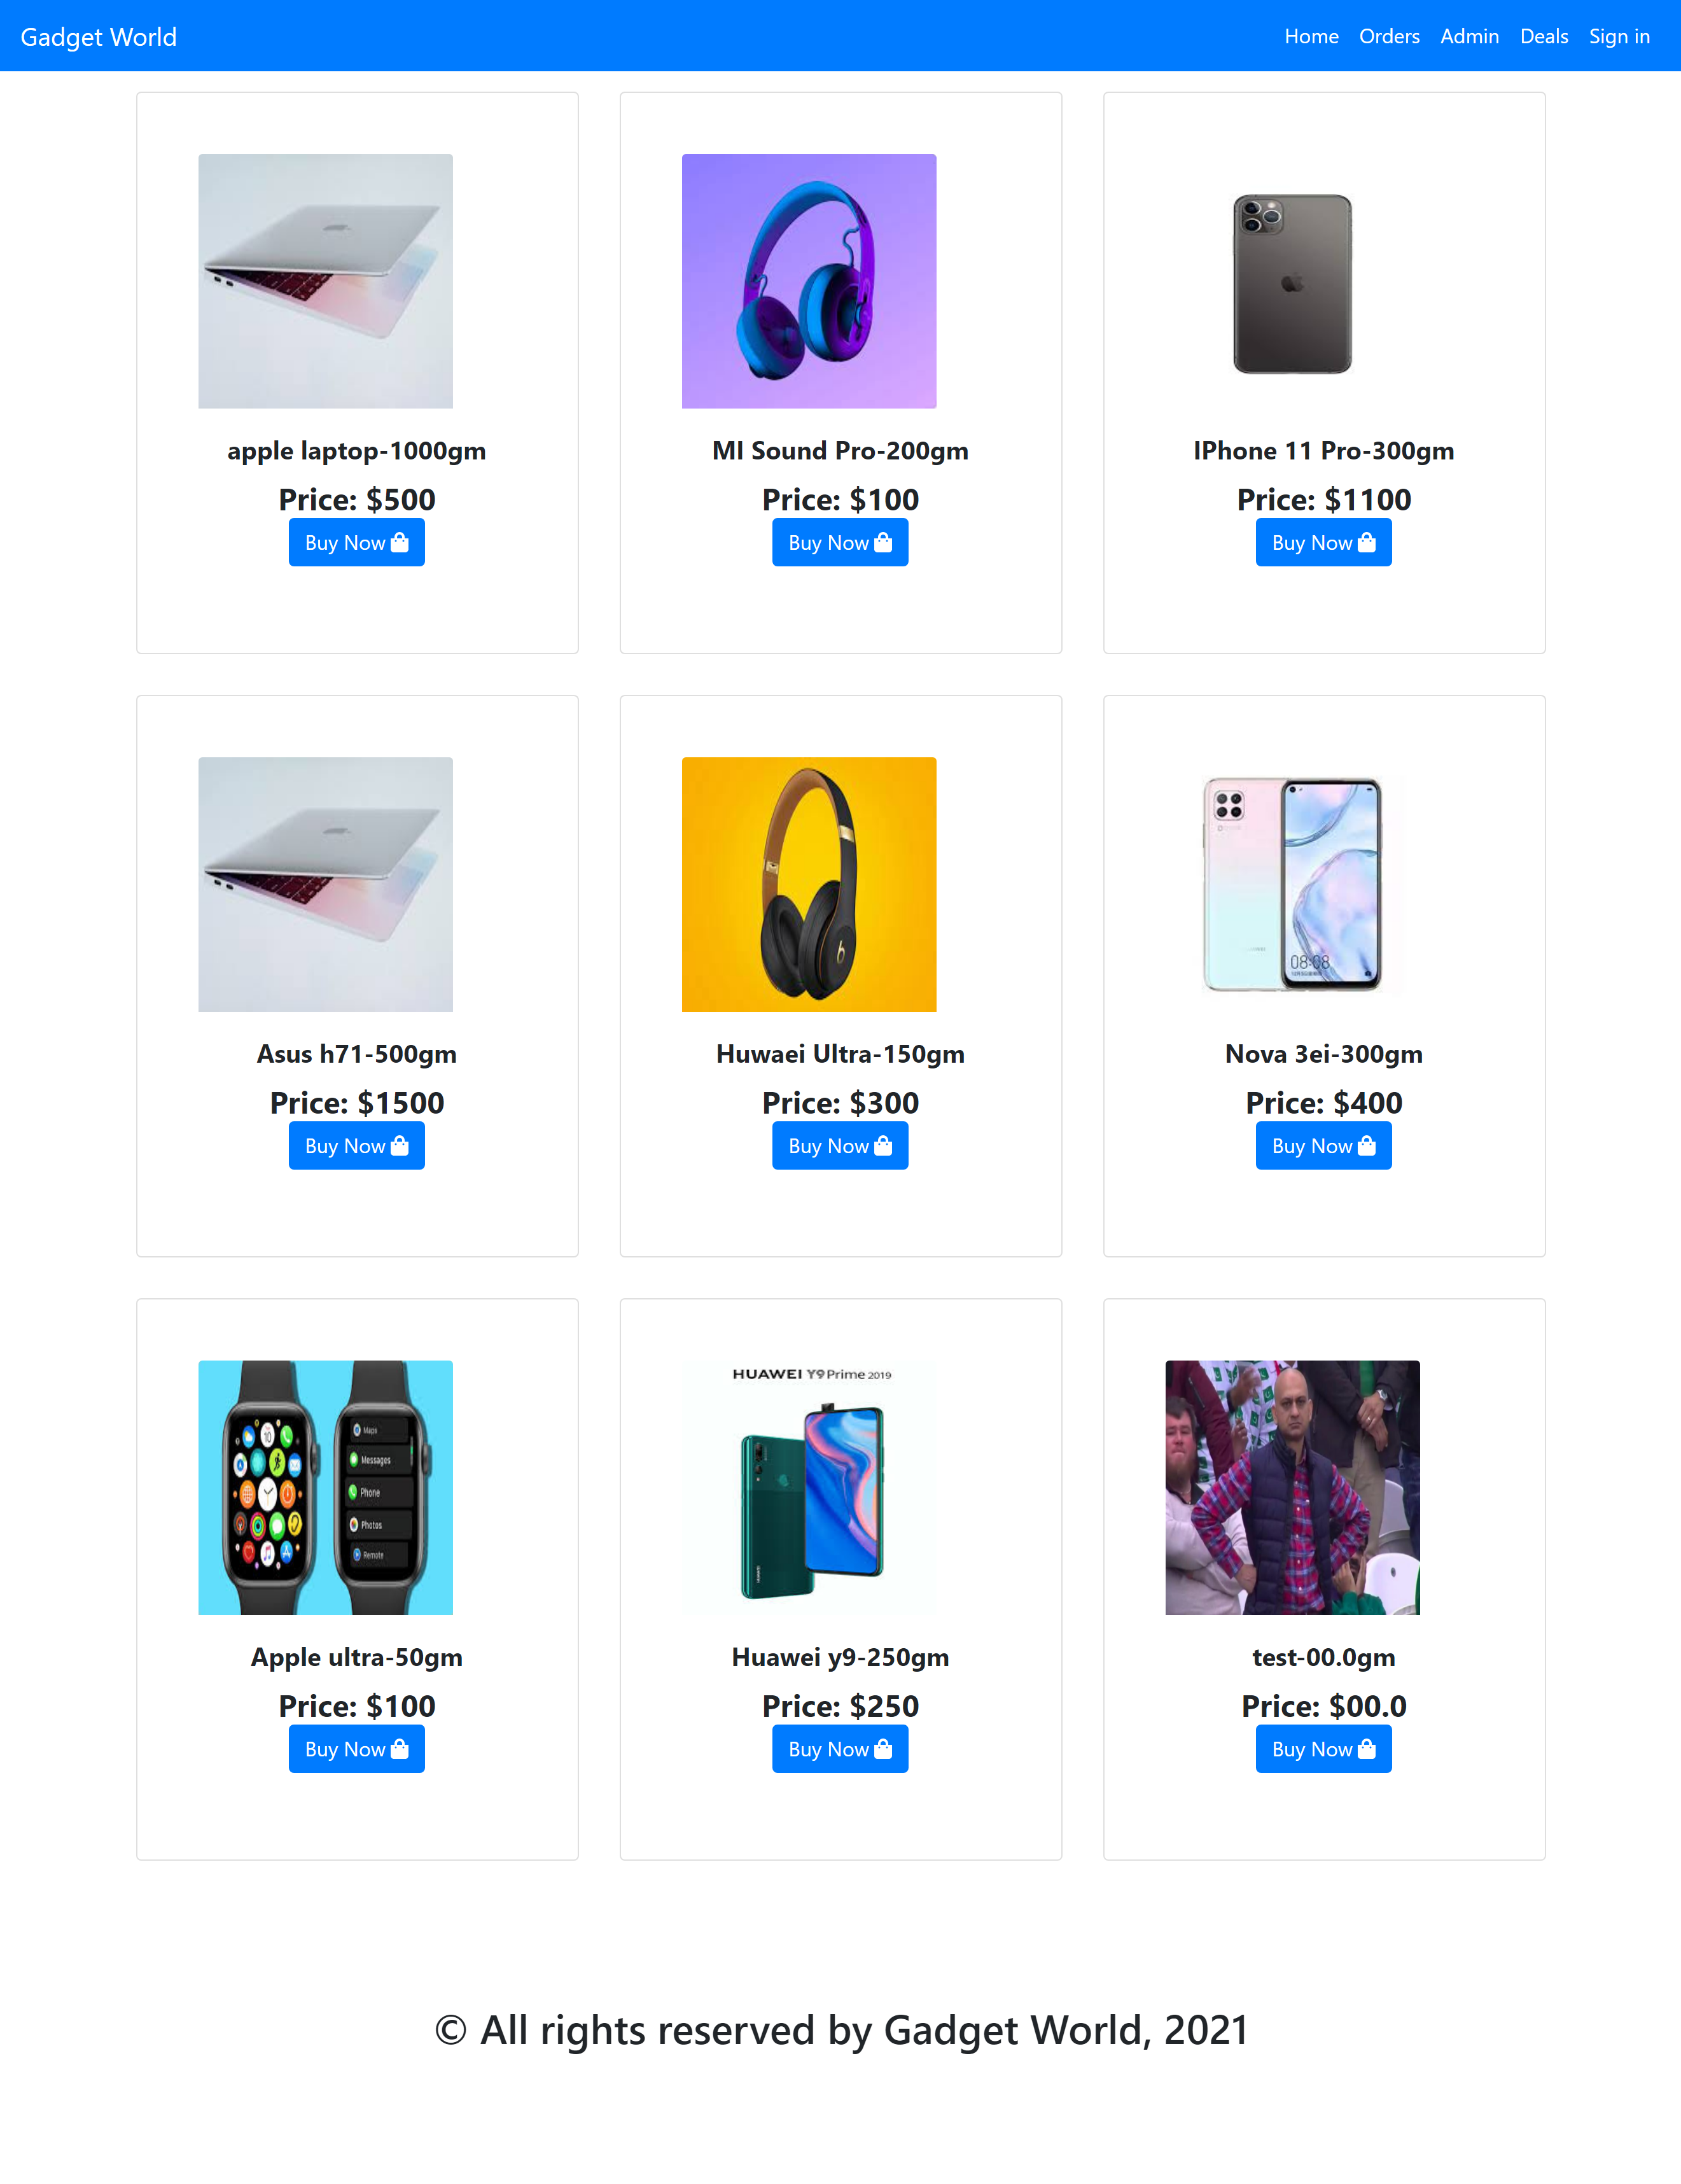 Gadget World
Home Orders Admin Deals Sign in
apple laptop-1000gm
Price: $500
Buy Now
MI Sound Pro-200gm
Price: $100
Buy Now
IPhone 11 Pro-300gm
Price: $1100
Buy Now
Asus h71-500gm
Price: $1500
Buy Now
Huwaei Ultra-150gm
Price: $300
Buy Now
08:08
Nova 3ei-300gm
Price: $400
Buy Now
10
Maps
Messages
Phone
Photos
Remote
Apple ultra-50gm
Price: $100
Buy Now
HUAWEI Y9 Prime 2019
HUAWEI
Huawei y9-250gm
Price: $250
Buy Now
test-00.0gm
Price: $00.0
Buy Now
© All rights reserved by Gadget World, 2021